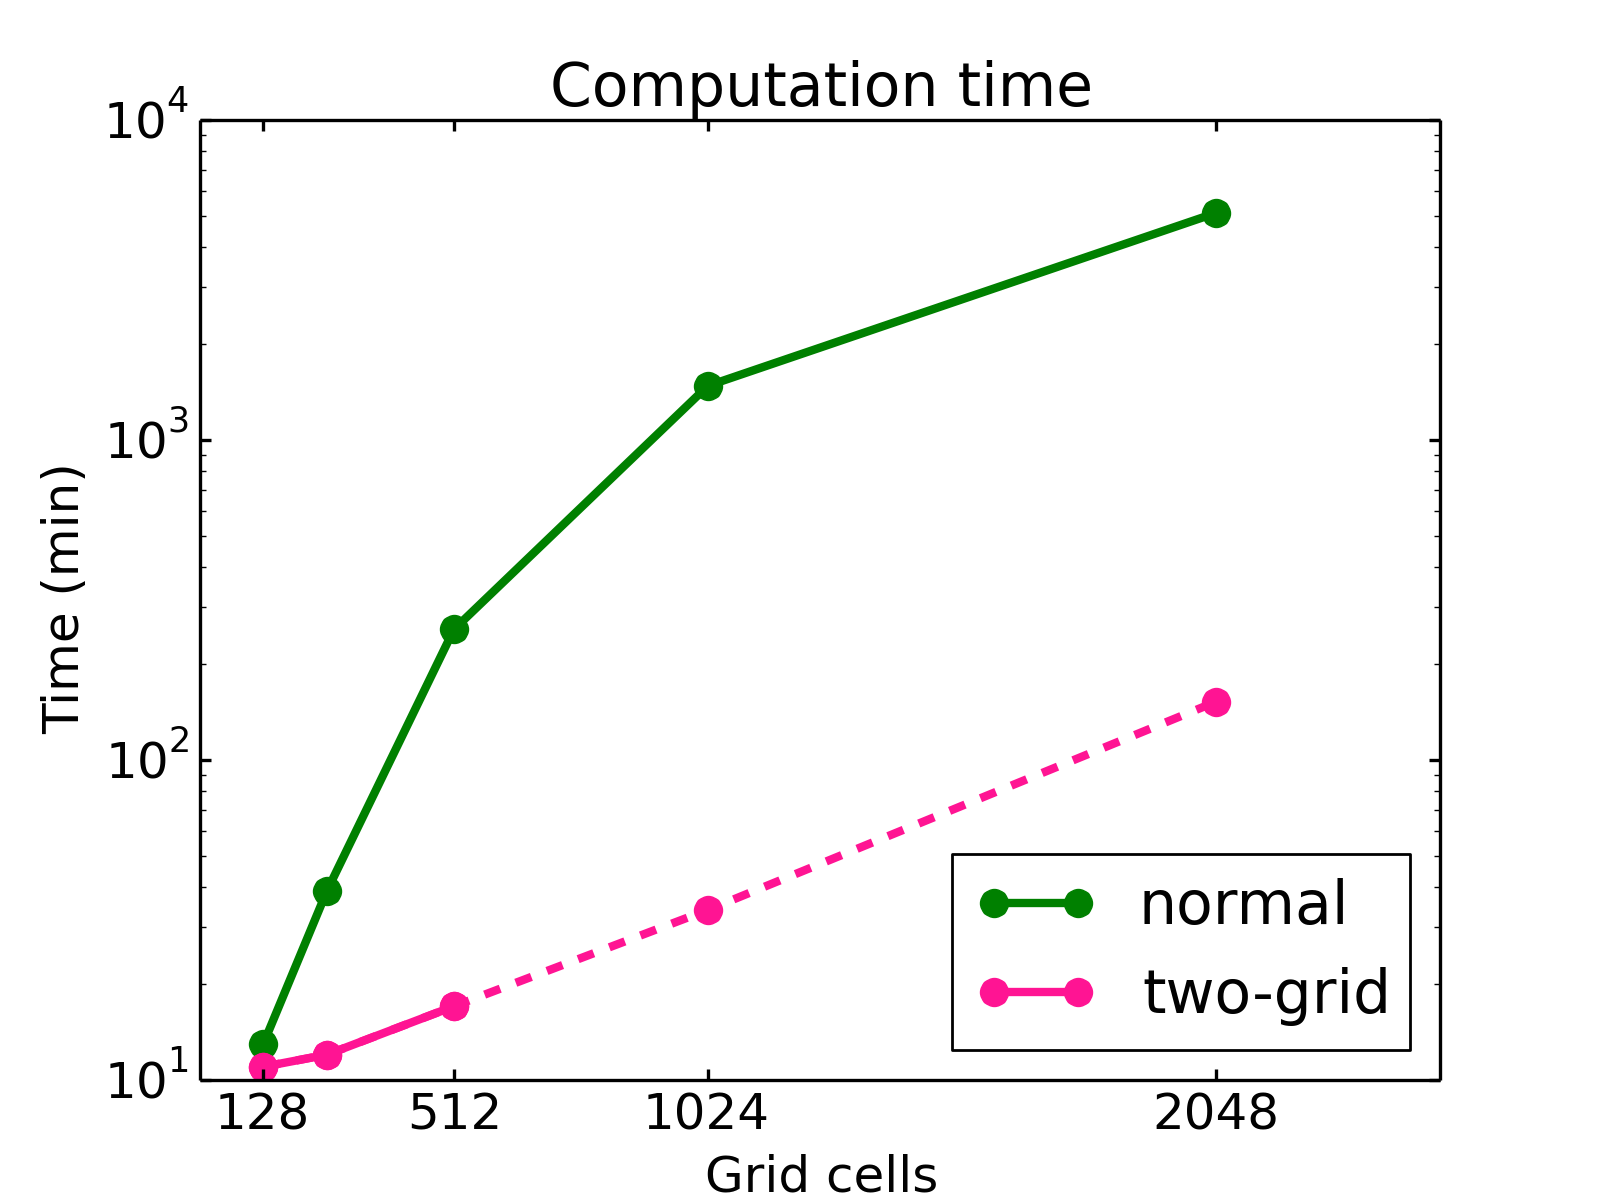 Computation time
10^4
10^3
10^2
10^1
Time (min)
normal
two-grid
128 512 1024 2048
Grid cells